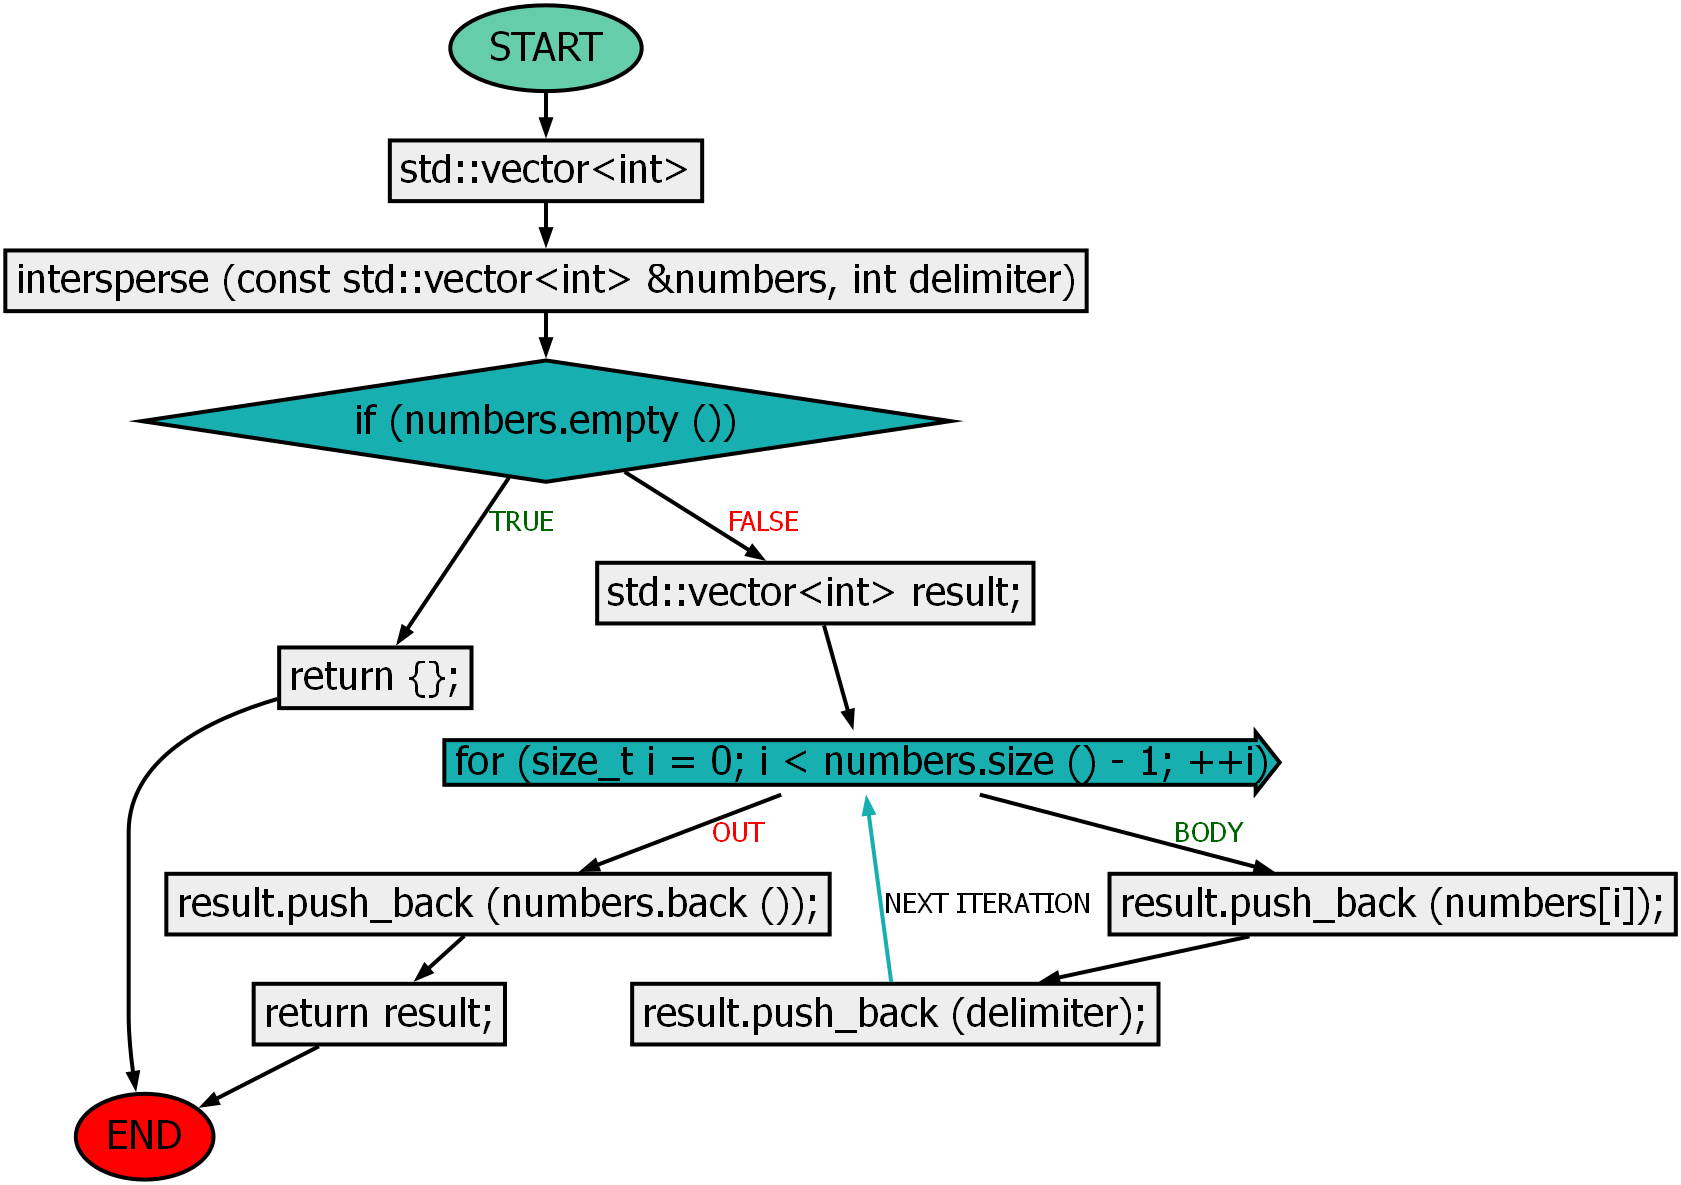 START
std::vector<int>
intersperse (const std::vector<int> &numbers, int delimiter)
if (numbers.empty ())
TRUE
FALSE
std::vector<int> result;
return {};
for (size_t i = 0; i < numbers.size () - 1; ++i)
OUT
BODY
result.push_back (numbers.back ());
NEXT ITERATION
result.push_back (numbers[i]);
return result;
result.push_back (delimiter);
END